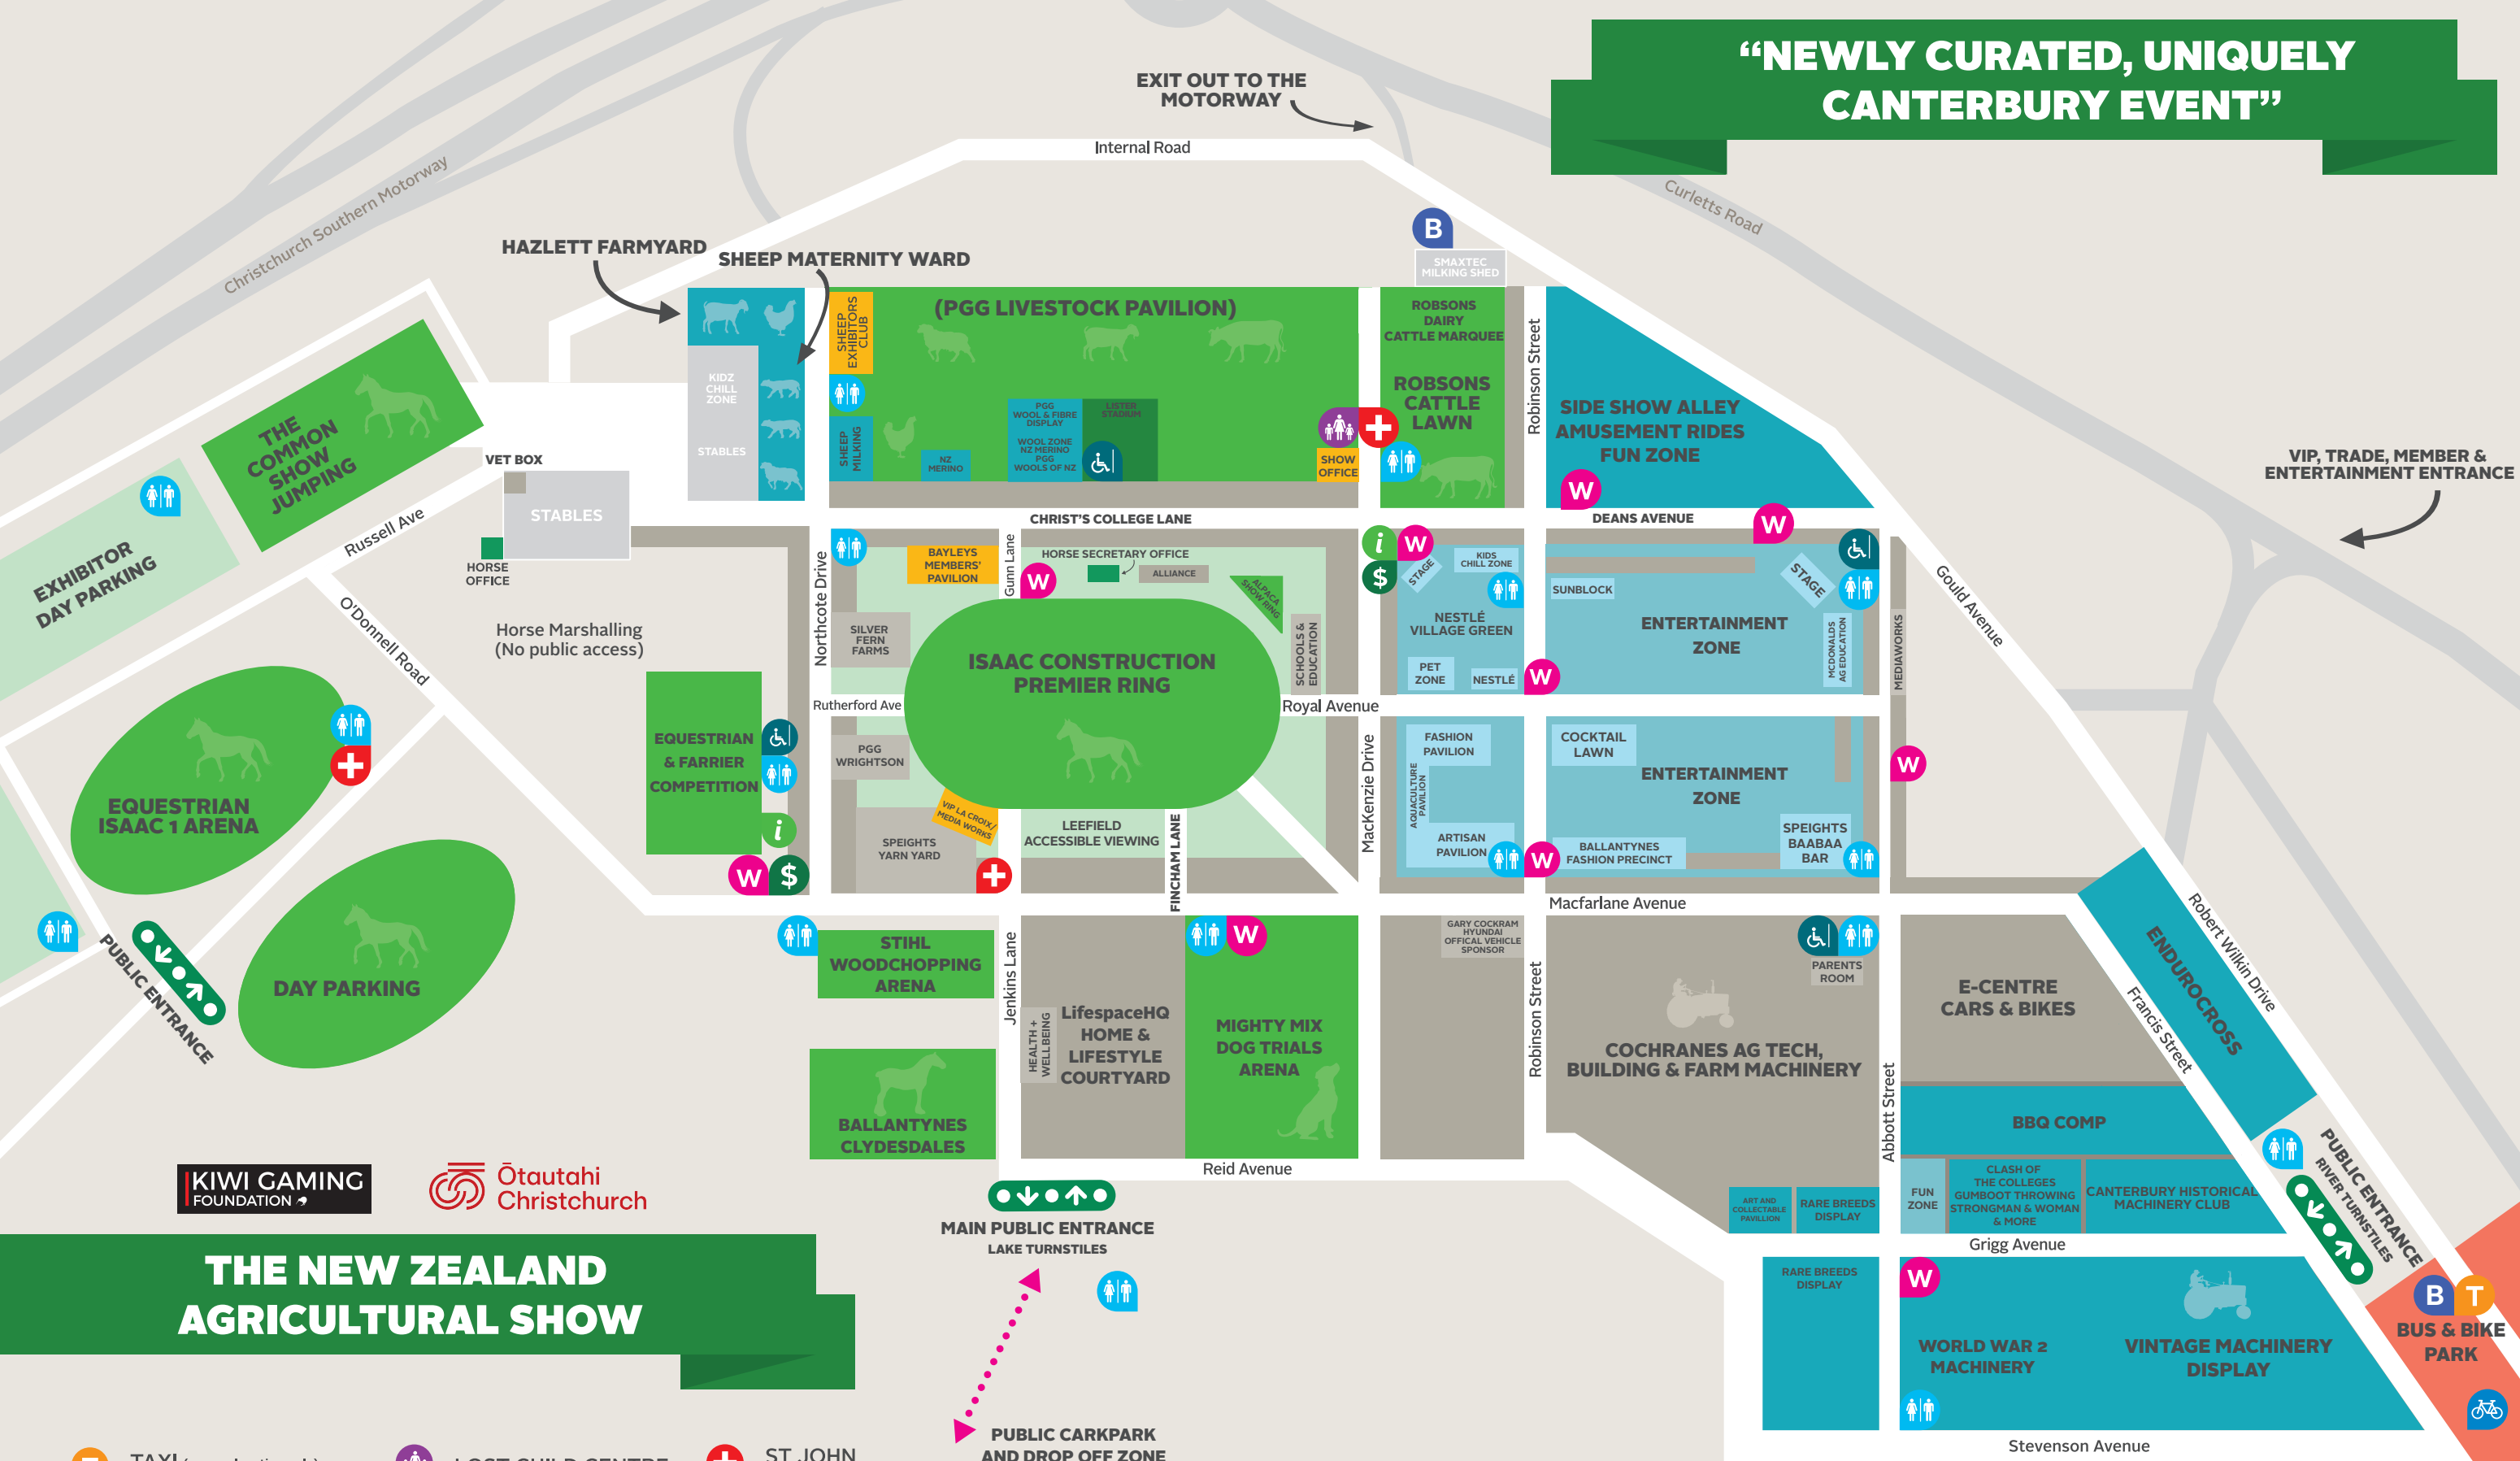 “NEWLY CURATED, UNIQUELY
CANTERBURY EVENT”
EXIT OUT TO THE
MOTORWAY
Internal Road
Christchurch Southern Motorway
Curletts Road
HAZLETT FARMYARD
SHEEP MATERNITY WARD
B
SMAXTEC
MILKING SHED
SHEEP
EXHIBITORS
CLUB
(PGG LIVESTOCK PAVILION)
ROBSONS
DAIRY
CATTLE MARQUEE
ROBSONS
CATTLE
LAWN
Robinson Street
SIDE SHOW ALLEY
AMUSEMENT RIDES
FUN ZONE
W
KIDZ
CHILL
ZONE
STABLES
SHEEP
MILKING
NZ
MERINO
PGG
WOOL & FIBRE
DISPLAY
WOOL ZONE
NZ MERINO
PGG
WOOLS OF NZ
LISTER
STADIUM
SHOW
OFFICE
VIP, TRADE, MEMBER &
ENTERTAINMENT ENTRANCE
THE
COMMON
SHOW
JUMPING
VET BOX
STABLES
HORSE
OFFICE
Russell Ave
EXHIBITOR
DAY PARKING
O'Donnell Road
Horse Marshalling
(No public access)
CHRIST'S COLLEGE LANE
DEANS AVENUE
W
Northcote Drive
BAYLEYS
MEMBERS'
PAVILION
Gunn Lane
W
HORSE SECRETARY OFFICE
ALLIANCE
ALPACA
SHOW RING
SCHOOLS &
EDUCATION
SILVER
FERN
FARMS
ISAAC CONSTRUCTION
PREMIER RING
i
W
$
STAGE
KIDS
CHILL ZONE
NESTLÉ
VILLAGE GREEN
PET
ZONE
NESTLÉ
W
SUNBLOCK
ENTERTAINMENT
ZONE
STAGE
MCDONALDS
AG EDUCATION
MEDIAWORKS
Gould Avenue
Rutherford Ave
Royal Avenue
EQUESTRIAN
& FARRIER
COMPETITION
i
W
$
PGG
WRIGHTSON
SPEIGHTS
YARN YARD
VIP LA CROIX/
MEDIA WORKS
LEEFIELD
ACCESSIBLE VIEWING
FINCHAM LANE
MacKenzie Drive
FASHION
PAVILION
AQUACULTURE
PAVILION
ARTISAN
PAVILION
W
COCKTAIL
LAWN
ENTERTAINMENT
ZONE
BALLANTYNES
FASHION PRECINCT
SPEIGHTS
BAABAA
BAR
W
EQUESTRIAN
ISAAC 1 ARENA
DAY PARKING
PUBLIC ENTRANCE
Macfarlane Avenue
STIHL
WOODCHOPPING
ARENA
BALLANTYNES
CLYDESDALES
Jenkins Lane
HEALTH +
WELLBEING
LifespaceHQ
HOME &
LIFESTYLE
COURTYARD
W
MIGHTY MIX
DOG TRIALS
ARENA
GARY COCKRAM
HYUNDAI
OFFICAL VEHICLE
SPONSOR
Robinson Street
PARENTS
ROOM
COCHRANES AG TECH,
BUILDING & FARM MACHINERY
Abbott Street
E-CENTRE
CARS & BIKES
ENDUROCROSS
Robert Wilkin Drive
Francis Street
BBQ COMP
Reid Avenue
ART AND
COLLECTABLE
PAVILLION
RARE BREEDS
DISPLAY
FUN
ZONE
CLASH OF
THE COLLEGES
GUMBOOT THROWING
STRONGMAN & WOMAN
& MORE
CANTERBURY HISTORICAL
MACHINERY CLUB
PUBLIC ENTRANCE
RIVER TURNSTILES
Grigg Avenue
KIWI GAMING
FOUNDATION
Ōtautahi
Christchurch
MAIN PUBLIC ENTRANCE
LAKE TURNSTILES
THE NEW ZEALAND
AGRICULTURAL SHOW
RARE BREEDS
DISPLAY
W
WORLD WAR 2
MACHINERY
VINTAGE MACHINERY
DISPLAY
B
T
BUS & BIKE
PARK
PUBLIC CARKPARK
AND DROP OFF ZONE
Stevenson Avenue
TAXI
LOST CHILD CENTRE
ST JOHN